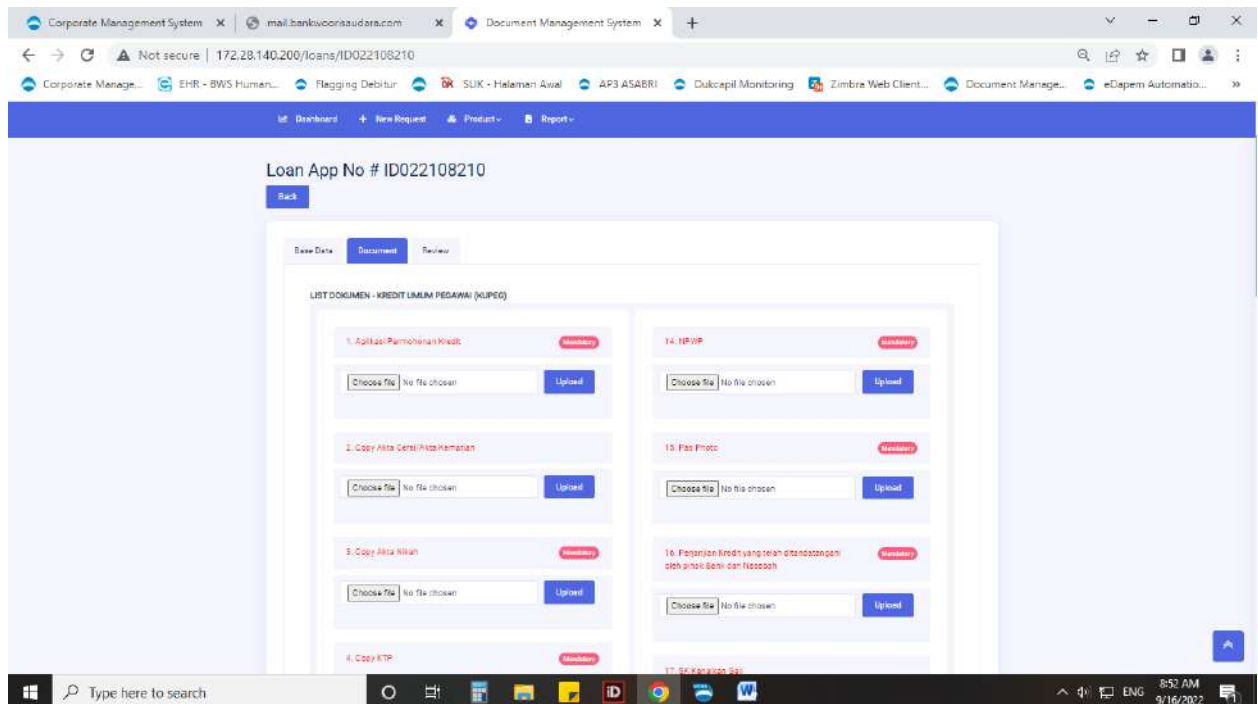 Corporate Management System
mail.bankwoorisaudara.com
Document Management System
Not secure | 172.28.140.200/loans/ID022108210
Corporate Manage...
EHR - BWS Human...
Flagging Debitur
SLIK - Halaman Awal
AP3 ASABRI
Dukcapil Monitoring
Zimbra Web Client...
Document Manage...
eDapem Automatio...
Dashboard
+ New Request
Product
Report
Loan App No # ID022108210
Back
Base Data
Document
Review
LIST DOKUMEN - KREDIT UMUM PEGAWAI (KUPEG)
1. Aplikasi Permohonan Kredit
Mandatory
Choose file No file chosen
Upload
2. Copy Akta Cerai/Akta Kematian
Choose file No file chosen
Upload
3. Copy Akta Nikah
Mandatory
Choose file No file chosen
Upload
4. Copy KTP
Mandatory
14. NPWP
Mandatory
Choose file No file chosen
Upload
15. Pas Photo
Mandatory
Choose file No file chosen
Upload
16. Perjanjian Kredit yang telah ditandatangani
oleh pihak Bank dan Nasabah
Mandatory
Choose file No file chosen
Upload
17. SK Kenaikan Gaji
Type here to search
ENG
8:52 AM
9/16/2022